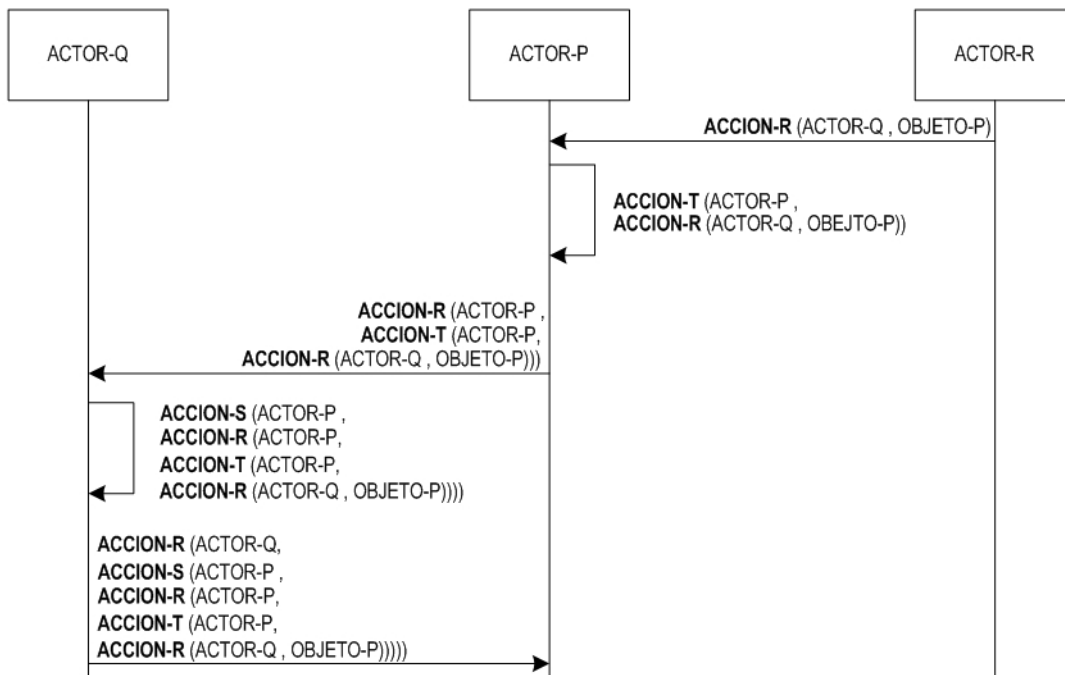 ACTOR-Q
ACTOR-P
ACTOR-R
ACCION-R (ACTOR-Q , OBJETO-P)
ACCION-T (ACTOR-P ,
ACCION-R (ACTOR-Q , OBEJTO-P))
ACCION-R (ACTOR-P ,
ACCION-T (ACTOR-P,
ACCION-R (ACTOR-Q , OBJETO-P)))
ACCION-S (ACTOR-P ,
ACCION-R (ACTOR-P,
ACCION-T (ACTOR-P,
ACCION-R (ACTOR-Q , OBJETO-P))))
ACCION-R (ACTOR-Q,
ACCION-S (ACTOR-P ,
ACCION-R (ACTOR-P,
ACCION-T (ACTOR-P,
ACCION-R (ACTOR-Q , OBJETO-P)))))